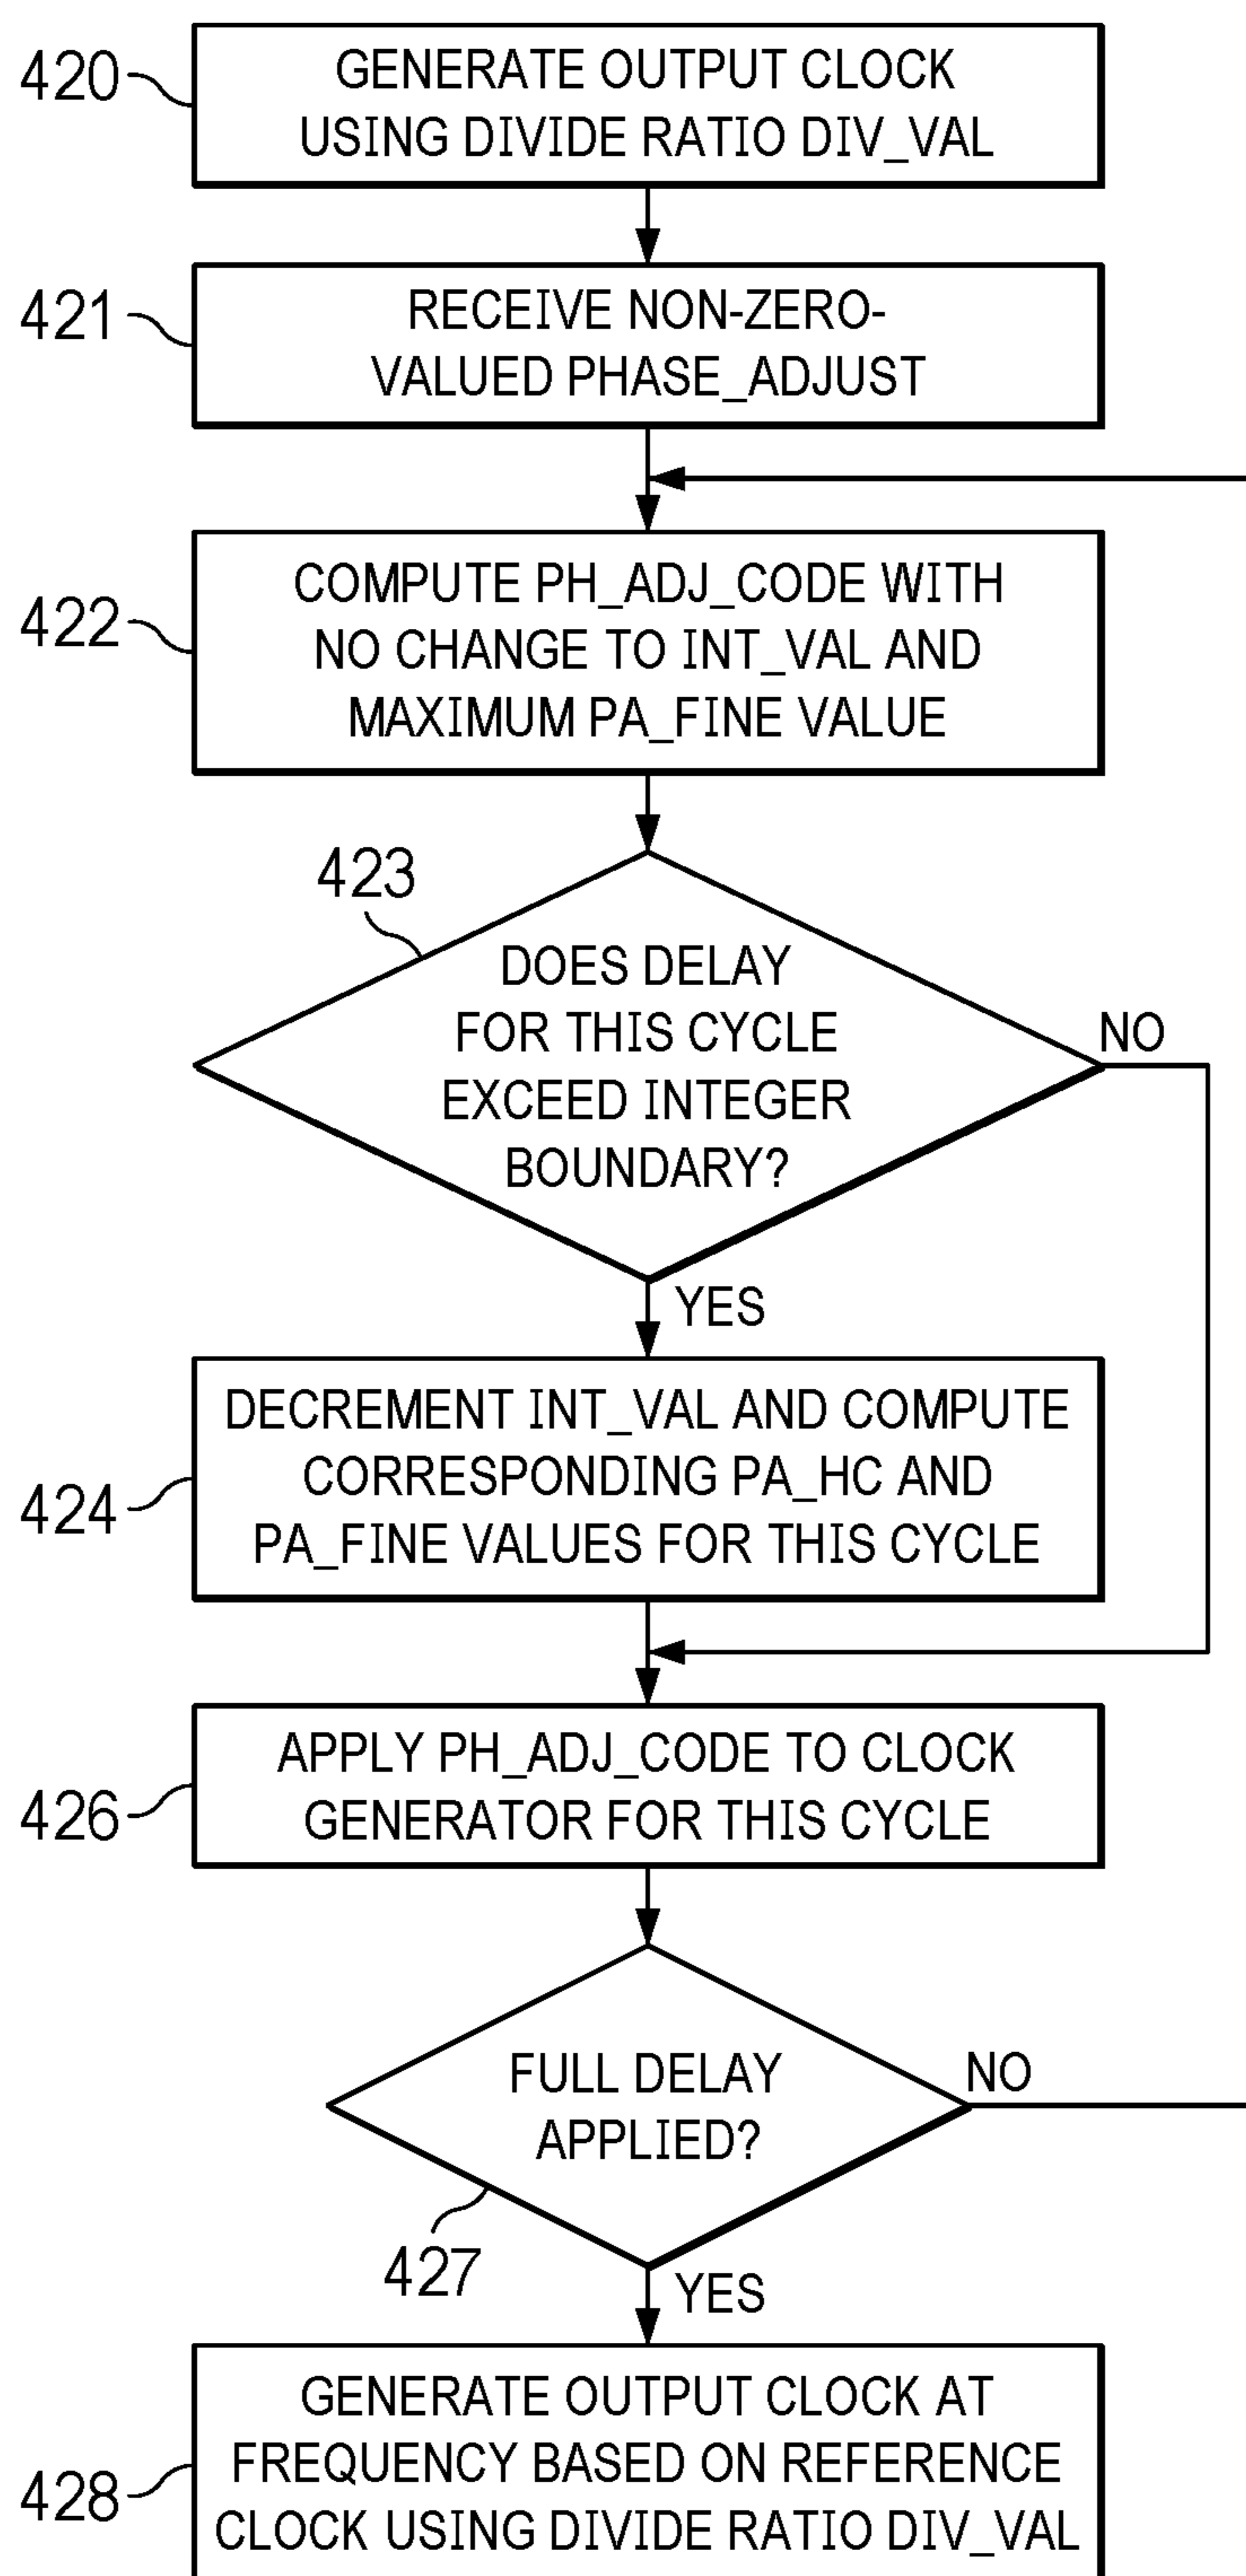 420
GENERATE OUTPUT CLOCK
USING DIVIDE RATIO DIV_VAL
421
RECEIVE NON-ZERO-
VALUED PHASE_ADJUST
422
COMPUTE PH_ADJ_CODE WITH
NO CHANGE TO INT_VAL AND
MAXIMUM PA_FINE VALUE
423
DOES DELAY
FOR THIS CYCLE
EXCEED INTEGER
BOUNDARY?
NO
YES
424
DECREMENT INT_VAL AND COMPUTE
CORRESPONDING PA_HC AND
PA_FINE VALUES FOR THIS CYCLE
426
APPLY PH_ADJ_CODE TO CLOCK
GENERATOR FOR THIS CYCLE
FULL DELAY
APPLIED?
NO
427
YES
428
GENERATE OUTPUT CLOCK AT
FREQUENCY BASED ON REFERENCE
CLOCK USING DIVIDE RATIO DIV_VAL